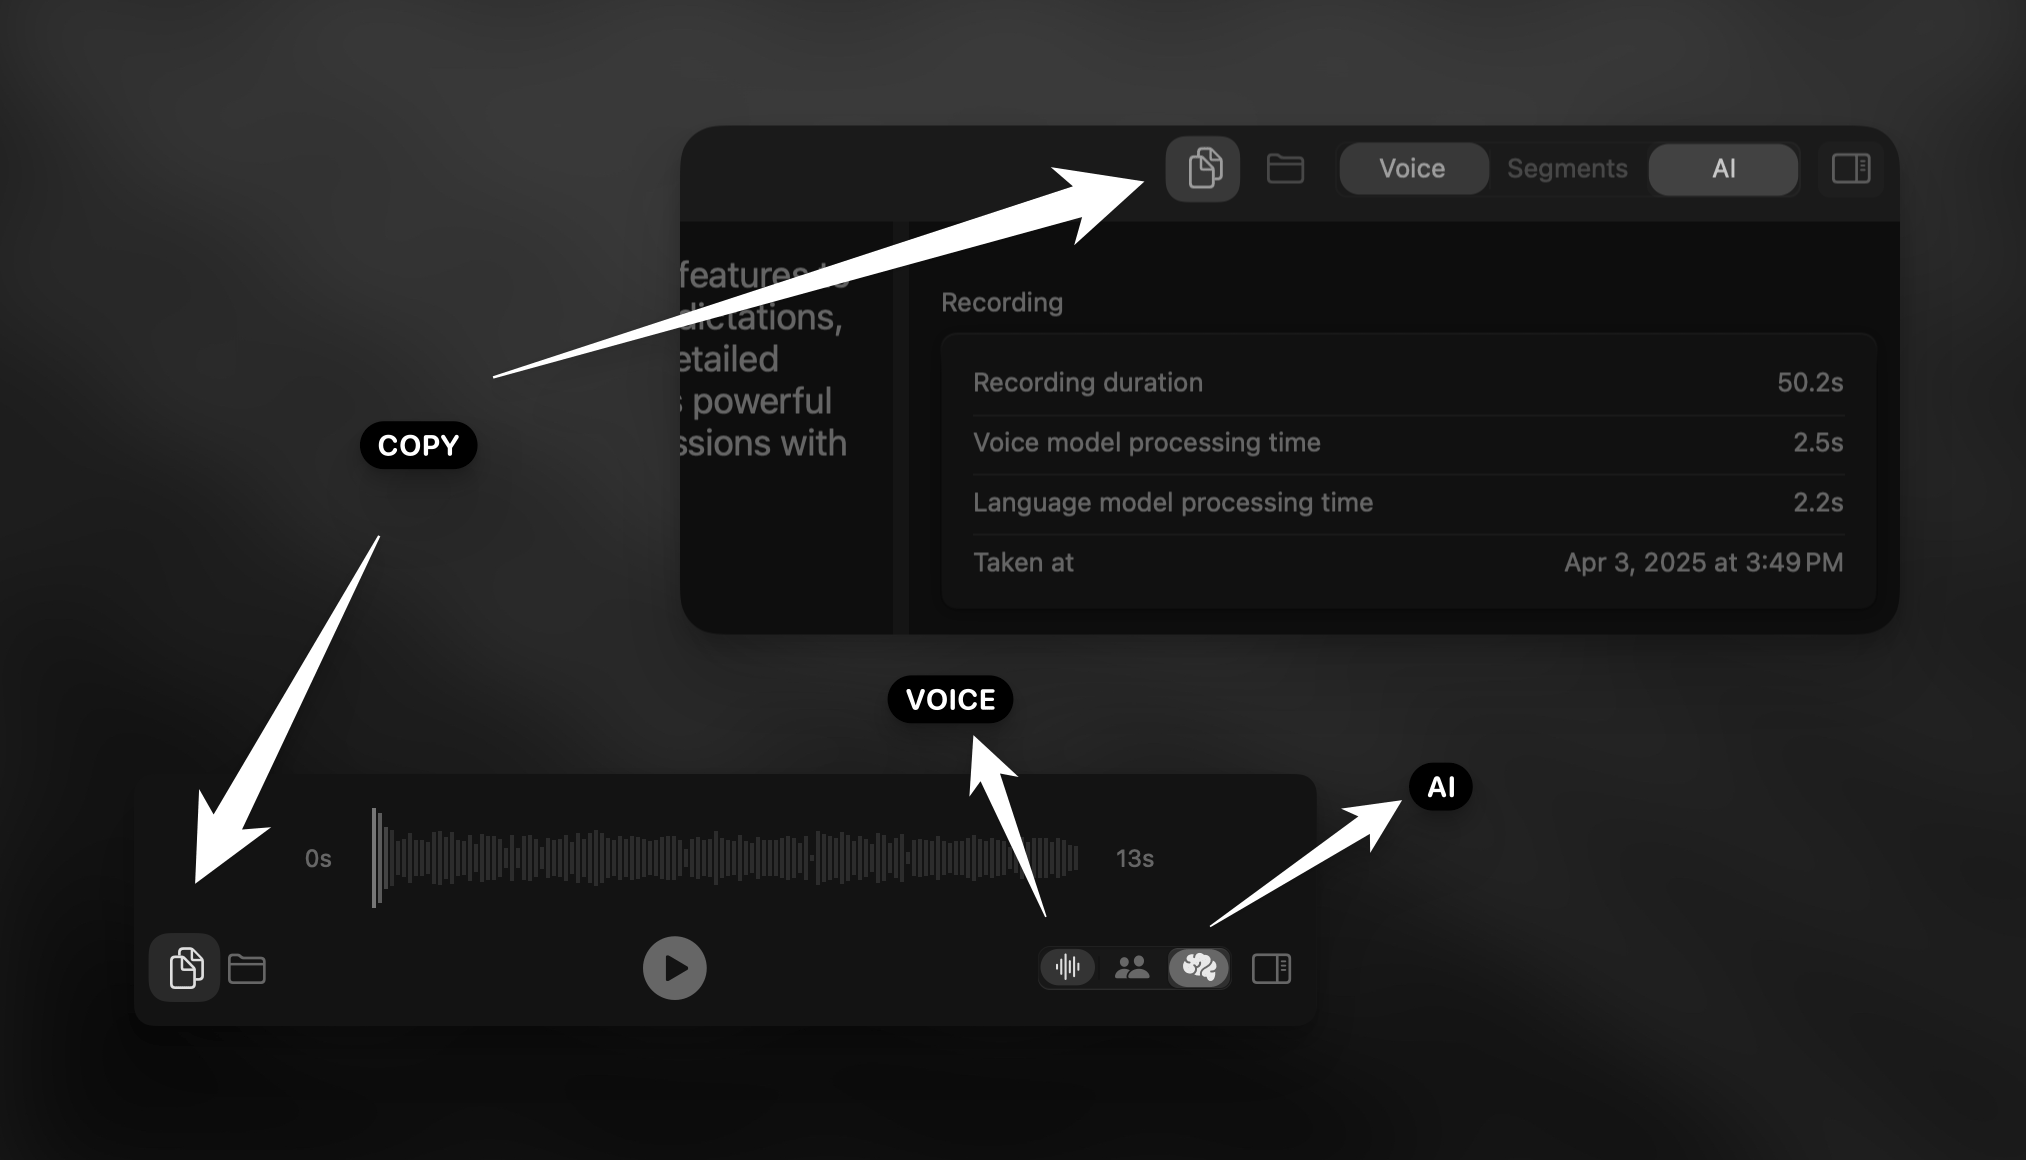 Voice Segments AI
features to
dictations,
etailed
powerful
ssions with
Recording
Recording duration 50.2s
Voice model processing time 2.5s
Language model processing time 2.2s
Taken at Apr 3, 2025 at 3:49 PM
COPY
VOICE
AI
0s 13s